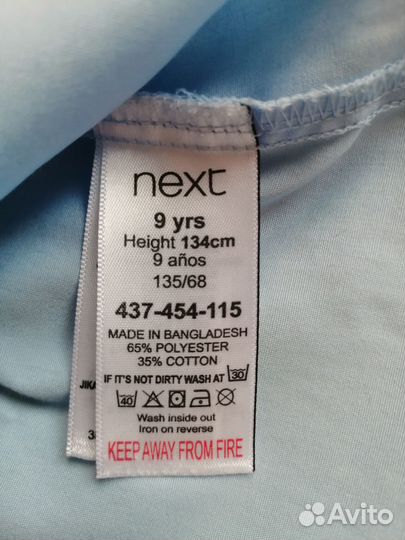 next
9 yrs
Height 134cm
9 años
135/68
437-454-115
MADE IN BANGLADESH
65% POLYESTER
35% COTTON
IF IT'S NOT DIRTY WASH AT 30
40
Wash inside out
Iron on reverse
KEEP AWAY FROM FIRE
JIKA
Avito